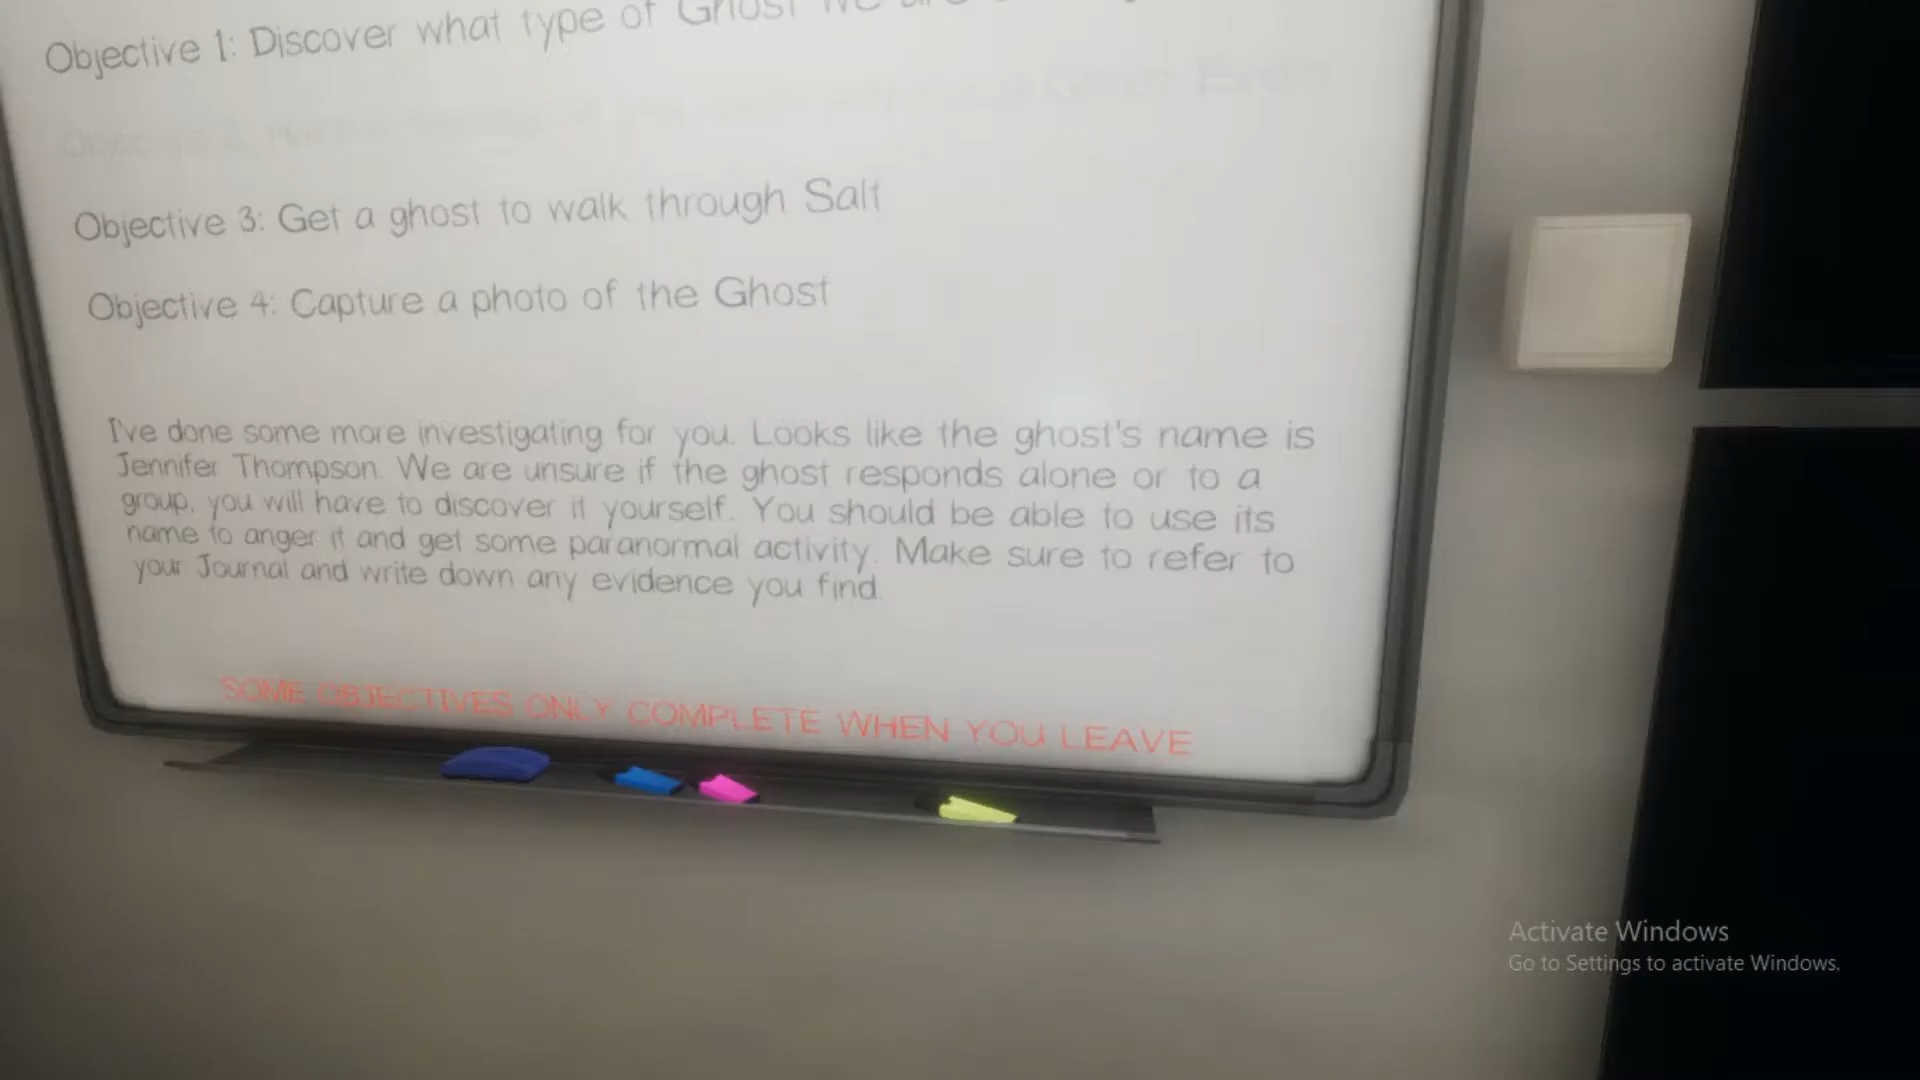 Objective 1: Discover what type of Ghost we are
Objective 3: Get a ghost to walk through Salt
Objective 4: Capture a photo of the Ghost
I've done some more investigating for you. Looks like the ghost's name is
Jennifer Thompson. We are unsure if the ghost responds alone or to a
group, you will have to discover it yourself. You should be able to use its
name to anger it and get some paranormal activity. Make sure to refer to
your Journal and write down any evidence you find.
SOME OBJECTIVES ONLY COMPLETE WHEN YOU LEAVE
Activate Windows
Go to Settings to activate Windows.